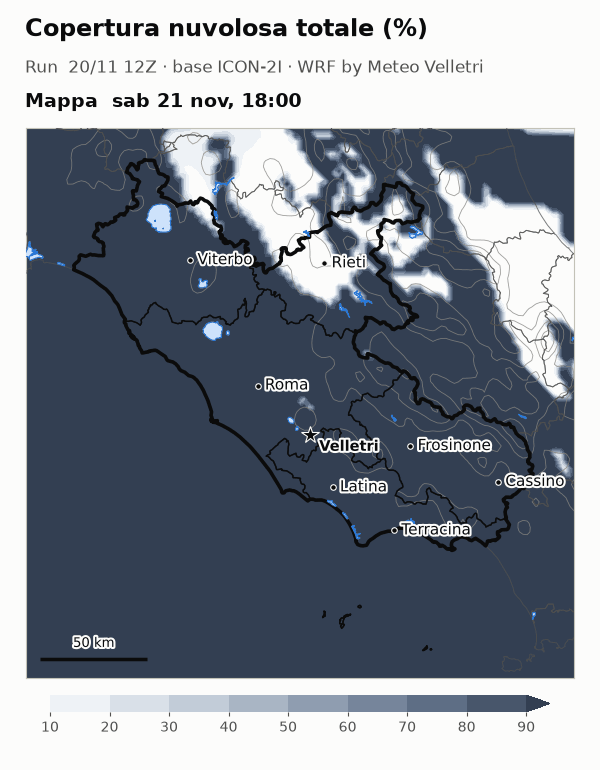 Copertura nuvolosa totale (%)
Run  20/11 12Z · base ICON-2I · WRF by Meteo Velletri
Mappa  sab 21 nov, 18:00
Viterbo
Rieti
Roma
Velletri
Frosinone
Latina
Cassino
Terracina
50 km
10 20 30 40 50 60 70 80 90